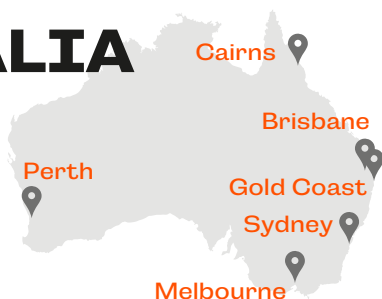 ALIA
Cairns
Brisbane
Perth
Gold Coast
Sydney
Melbourne